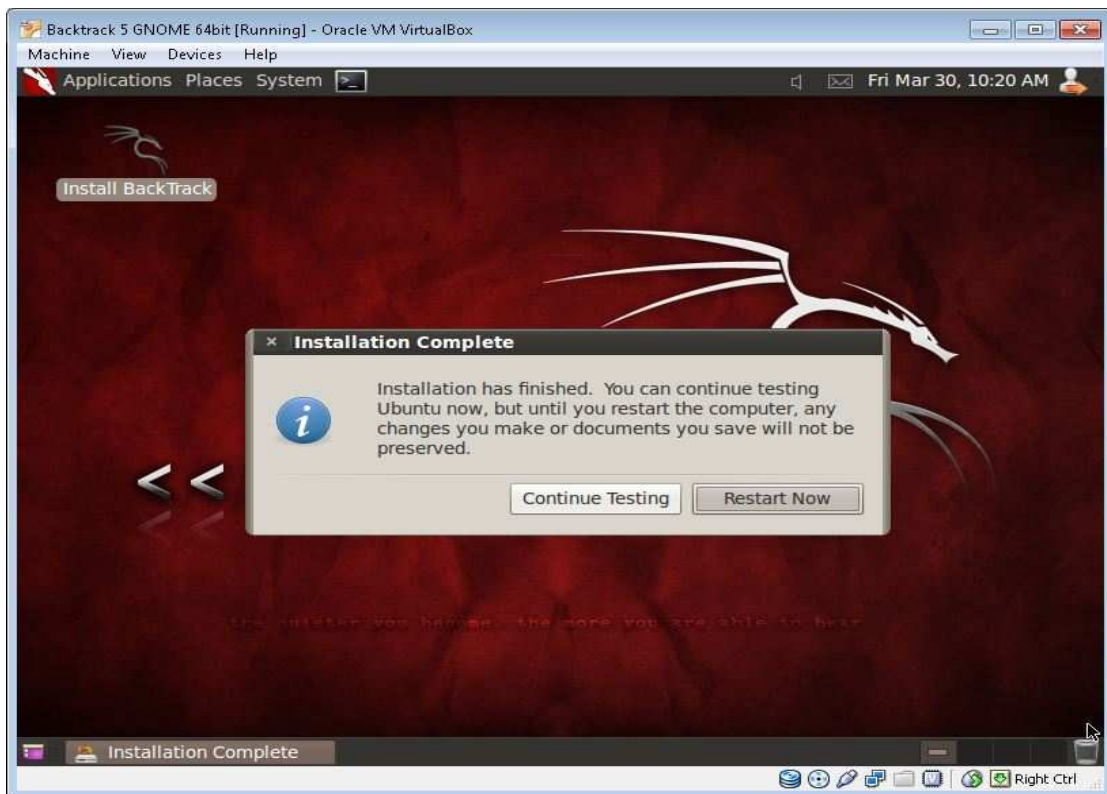 Backtrack 5 GNOME 64bit [Running] - Oracle VM VirtualBox
Machine View Devices Help
Applications Places System >_ Fri Mar 30, 10:20 AM
Install BackTrack
Installation Complete
Installation has finished. You can continue testing
Ubuntu now, but until you restart the computer, any
changes you make or documents you save will not be
preserved.
Continue Testing Restart Now
<<
the quieter you become, the more you are able to hear
Installation Complete
Right Ctrl